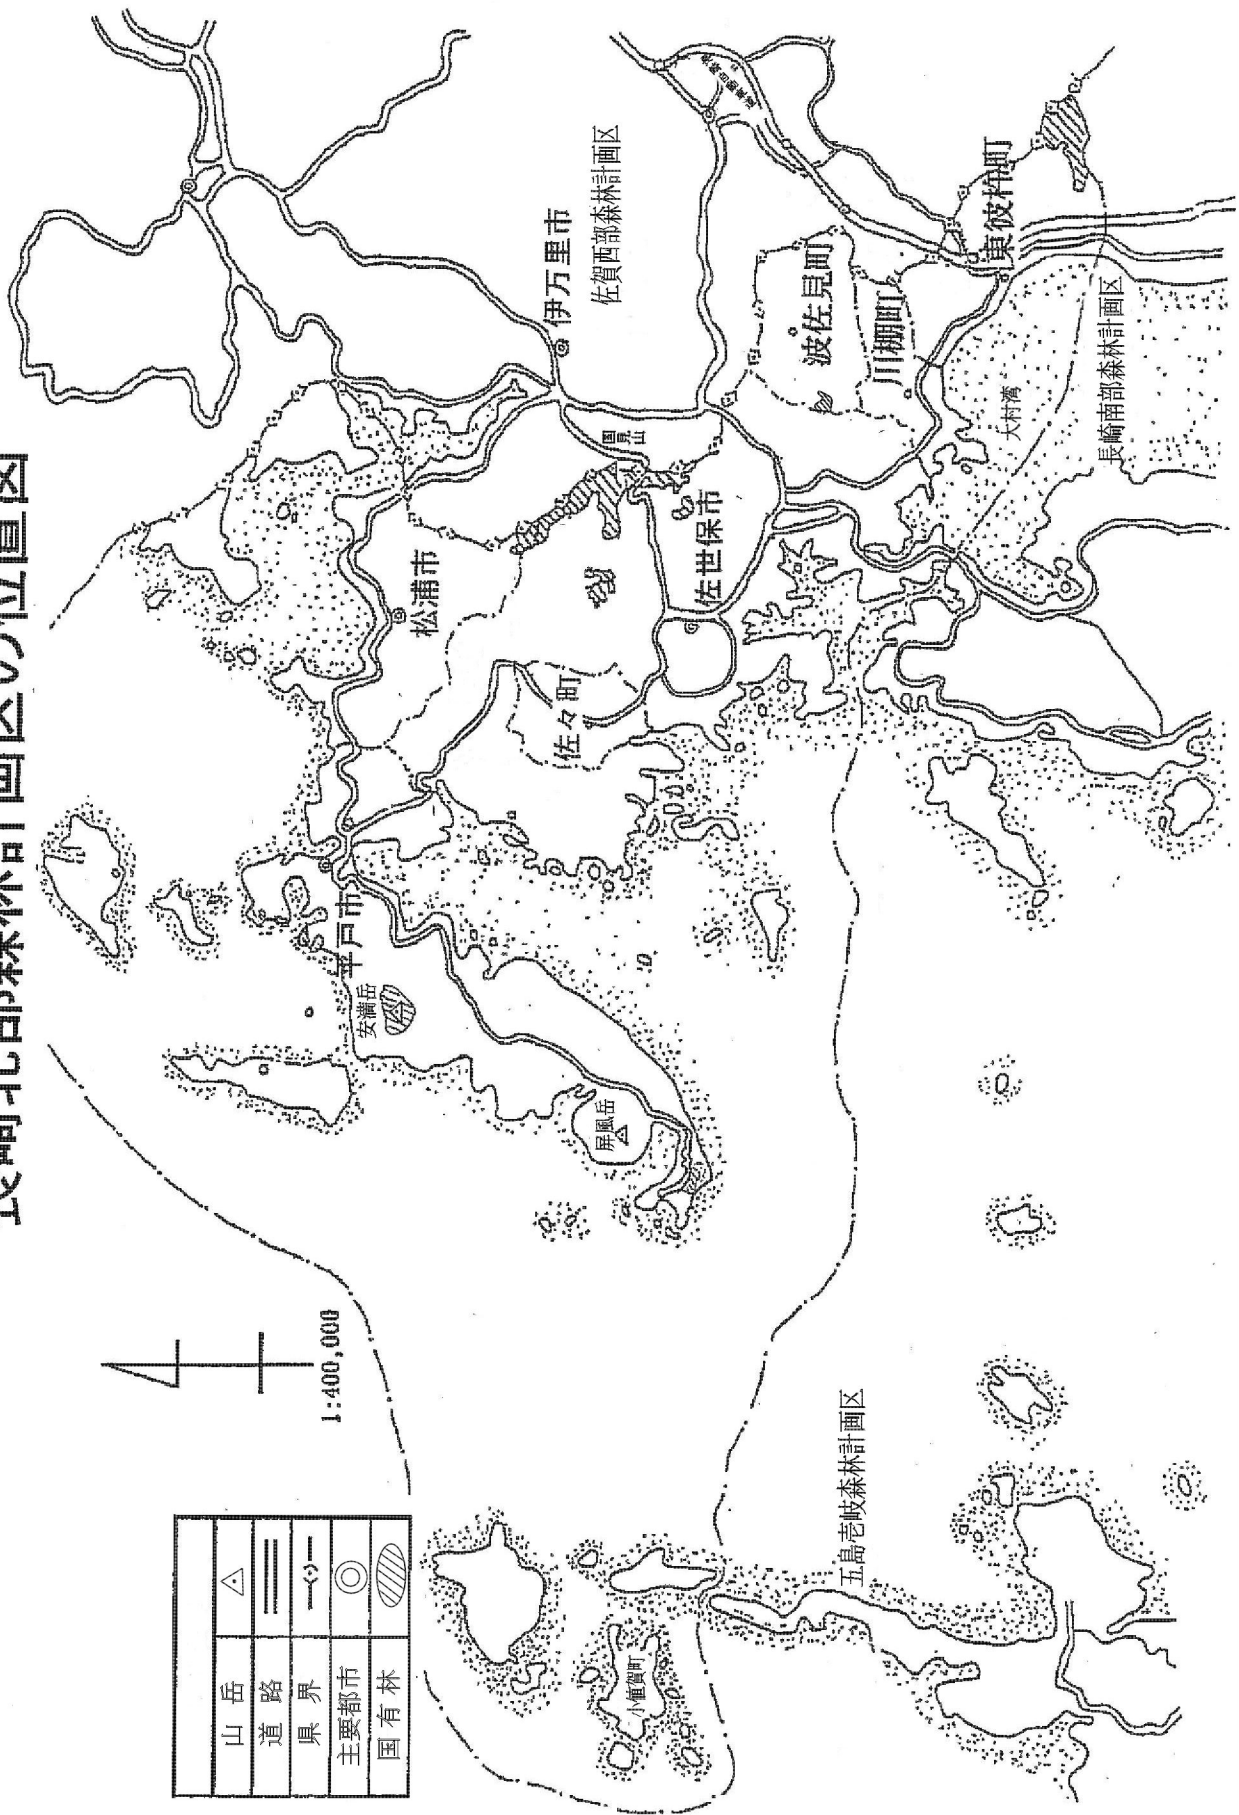 長崎北部森林計画区の位置図
1:400,000
山岳
道路
県界
主要都市
国有林
伊万里市
佐賀西部森林計画区
松浦市
国見山
波佐見町
川棚町
東彼杵町
佐世保市
佐々町
大村湾
長崎南部森林計画区
平戸市
安満岳
屏風岳
小値賀町
五島壱岐森林計画区